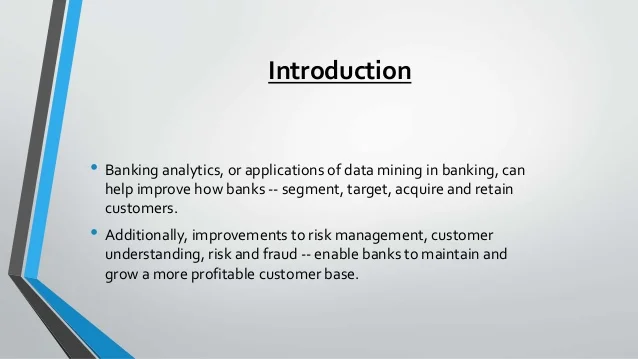 Introduction
• Banking analytics, or applications of data mining in banking, can
help improve how banks -- segment, target, acquire and retain
customers.
• Additionally, improvements to risk management, customer
understanding, risk and fraud -- enable banks to maintain and
grow a more profitable customer base.